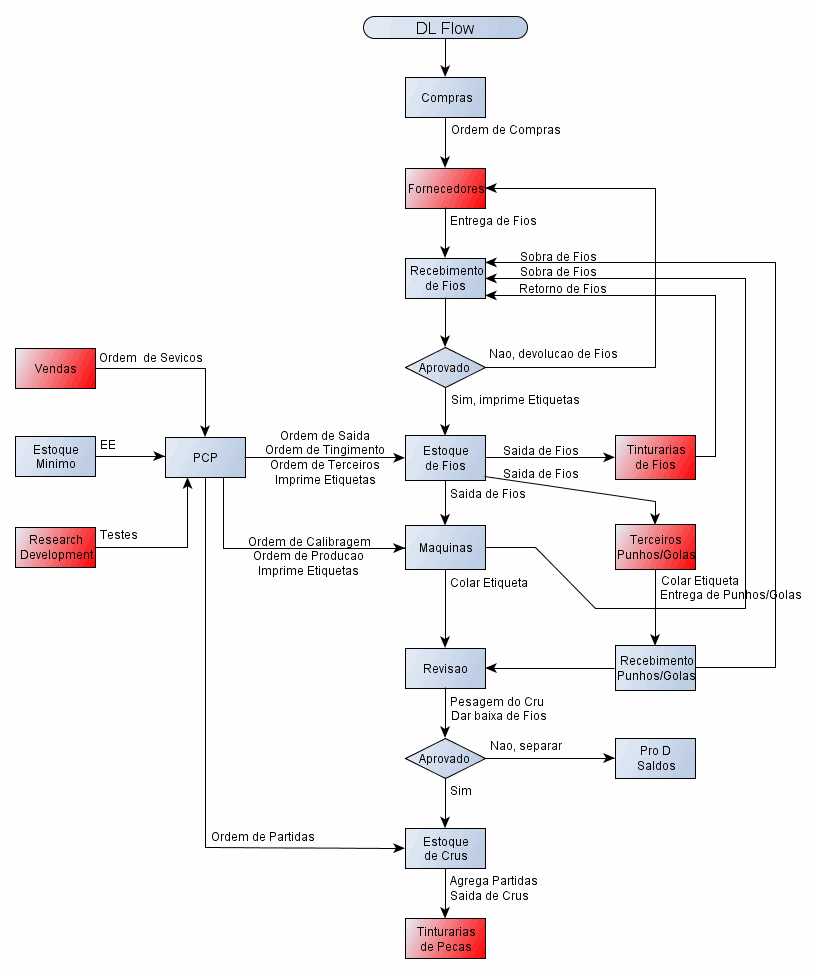 DL Flow
Compras
Ordem de Compras
Fornecedores
Entrega de Fios
Recebimento
de Fios
Sobra de Fios
Sobra de Fios
Retorno de Fios
Aprovado
Nao, devolucao de Fios
Sim, imprime Etiquetas
Vendas
Ordem  de Sevicos
Estoque
Minimo
EE
PCP
Research
Development
Testes
Ordem de Saida
Ordem de Tingimento
Ordem de Terceiros
Imprime Etiquetas
Estoque
de Fios
Saida de Fios
Tinturarias
de Fios
Saida de Fios
Saida de Fios
Ordem de Calibragem
Ordem de Producao
Imprime Etiquetas
Maquinas
Terceiros
Punhos/Golas
Colar Etiqueta
Colar Etiqueta
Entrega de Punhos/Golas
Revisao
Recebimento
Punhos/Golas
Pesagem do Cru
Dar baixa de Fios
Aprovado
Nao, separar
Pro D
Saldos
Sim
Ordem de Partidas
Estoque
de Crus
Agrega Partidas
Saida de Crus
Tinturarias
de Pecas